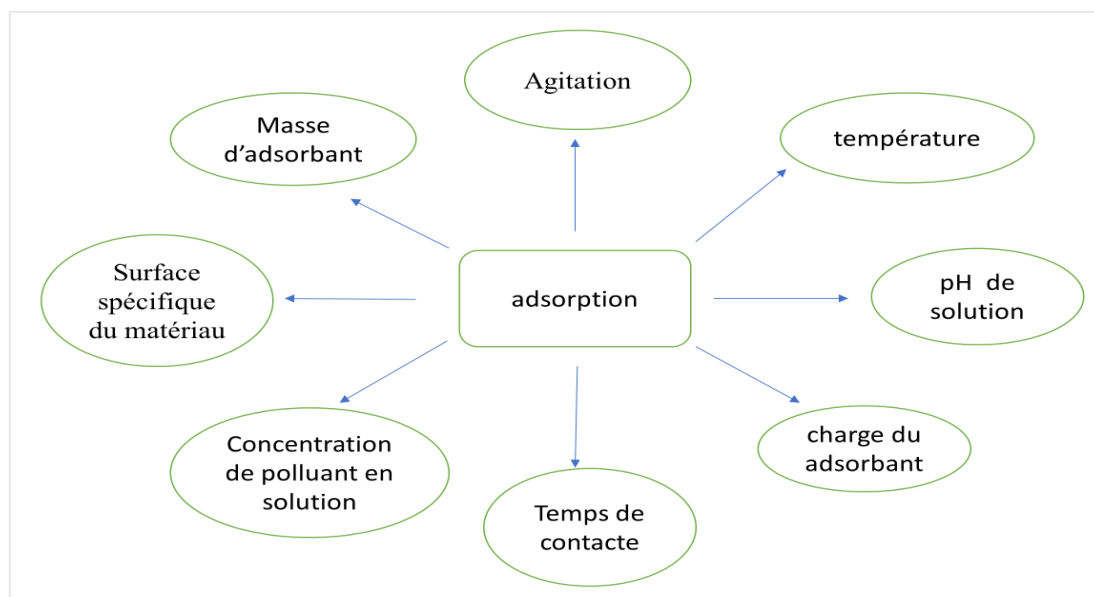 Agitation
Masse
d’adsorbant
température
Surface
spécifique
du matériau
adsorption
pH de
solution
Concentration
de polluant en
solution
charge du
adsorbant
Temps de
contacte